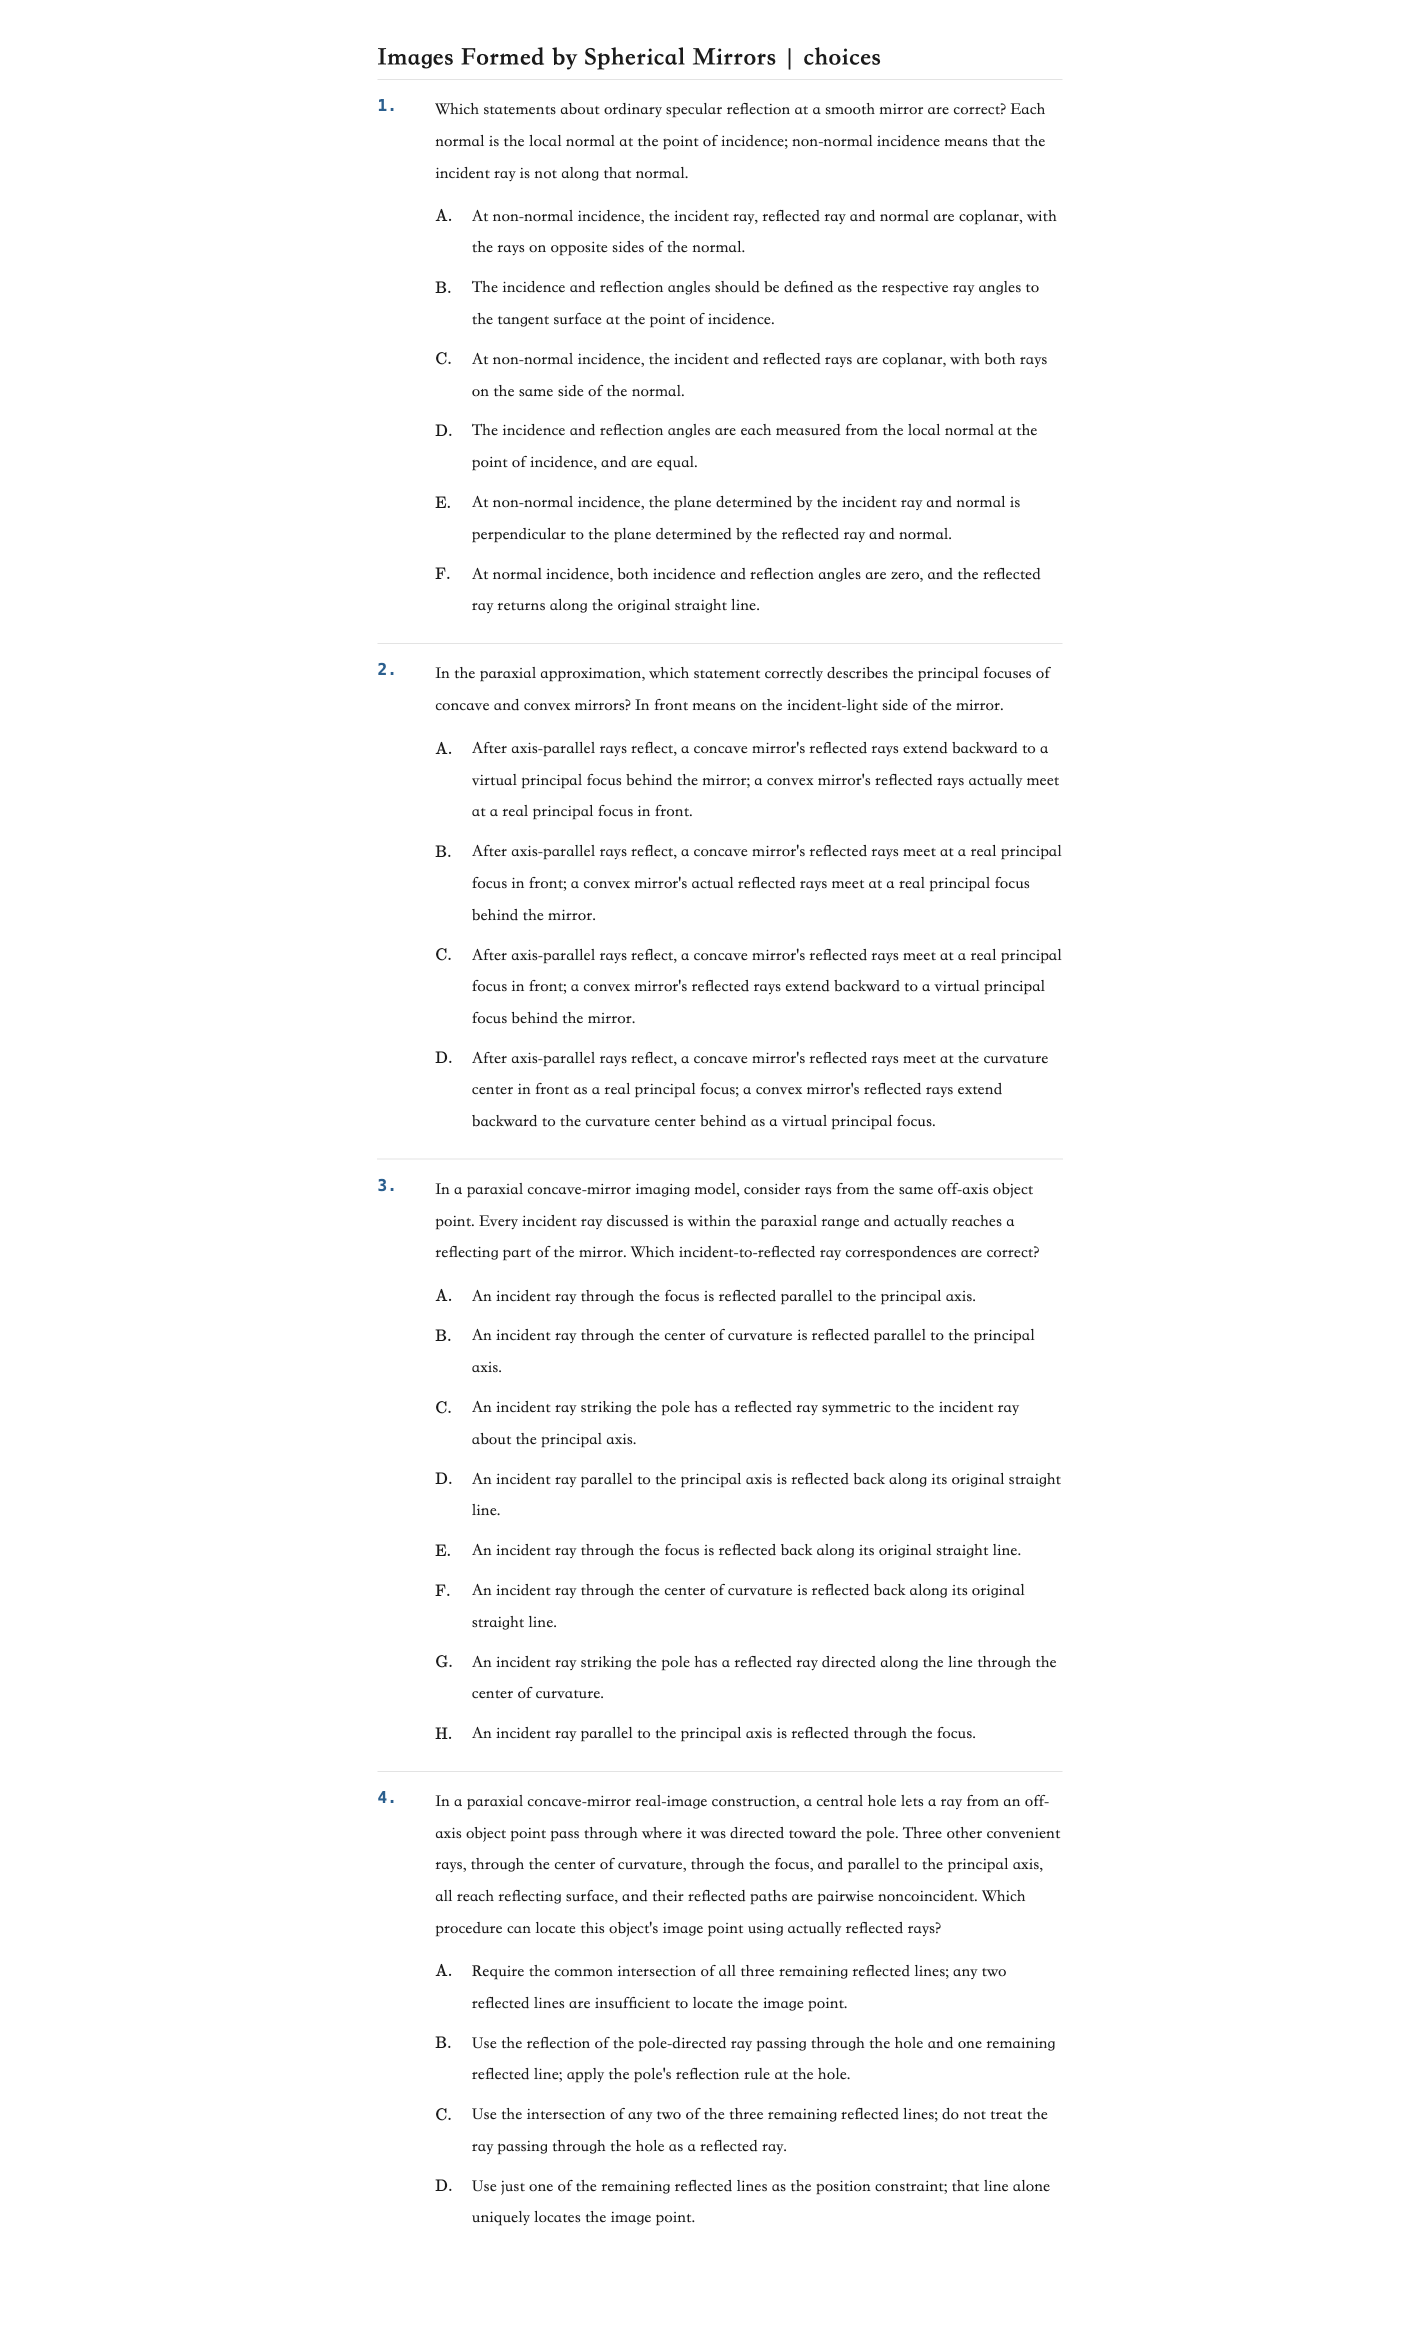 Images Formed by Spherical Mirrors | choices
1.
Which statements about ordinary specular reflection at a smooth mirror are correct? Each
normal is the local normal at the point of incidence; non-normal incidence means that the
incident ray is not along that normal.
A. At non-normal incidence, the incident ray, reflected ray and normal are coplanar, with
the rays on opposite sides of the normal.
B. The incidence and reflection angles should be defined as the respective ray angles to
the tangent surface at the point of incidence.
C. At non-normal incidence, the incident and reflected rays are coplanar, with both rays
on the same side of the normal.
D. The incidence and reflection angles are each measured from the local normal at the
point of incidence, and are equal.
E. At non-normal incidence, the plane determined by the incident ray and normal is
perpendicular to the plane determined by the reflected ray and normal.
F. At normal incidence, both incidence and reflection angles are zero, and the reflected
ray returns along the original straight line.
2.
In the paraxial approximation, which statement correctly describes the principal focuses of
concave and convex mirrors? In front means on the incident-light side of the mirror.
A. After axis-parallel rays reflect, a concave mirror's reflected rays extend backward to a
virtual principal focus behind the mirror; a convex mirror's reflected rays actually meet
at a real principal focus in front.
B. After axis-parallel rays reflect, a concave mirror's reflected rays meet at a real principal
focus in front; a convex mirror's actual reflected rays meet at a real principal focus
behind the mirror.
C. After axis-parallel rays reflect, a concave mirror's reflected rays meet at a real principal
focus in front; a convex mirror's reflected rays extend backward to a virtual principal
focus behind the mirror.
D. After axis-parallel rays reflect, a concave mirror's reflected rays meet at the curvature
center in front as a real principal focus; a convex mirror's reflected rays extend
backward to the curvature center behind as a virtual principal focus.
3.
In a paraxial concave-mirror imaging model, consider rays from the same off-axis object
point. Every incident ray discussed is within the paraxial range and actually reaches a
reflecting part of the mirror. Which incident-to-reflected ray correspondences are correct?
A. An incident ray through the focus is reflected parallel to the principal axis.
B. An incident ray through the center of curvature is reflected parallel to the principal
axis.
C. An incident ray striking the pole has a reflected ray symmetric to the incident ray
about the principal axis.
D. An incident ray parallel to the principal axis is reflected back along its original straight
line.
E. An incident ray through the focus is reflected back along its original straight line.
F. An incident ray through the center of curvature is reflected back along its original
straight line.
G. An incident ray striking the pole has a reflected ray directed along the line through the
center of curvature.
H. An incident ray parallel to the principal axis is reflected through the focus.
4.
In a paraxial concave-mirror real-image construction, a central hole lets a ray from an off-
axis object point pass through where it was directed toward the pole. Three other convenient
rays, through the center of curvature, through the focus, and parallel to the principal axis,
all reach reflecting surface, and their reflected paths are pairwise noncoincident. Which
procedure can locate this object's image point using actually reflected rays?
A. Require the common intersection of all three remaining reflected lines; any two
reflected lines are insufficient to locate the image point.
B. Use the reflection of the pole-directed ray passing through the hole and one remaining
reflected line; apply the pole's reflection rule at the hole.
C. Use the intersection of any two of the three remaining reflected lines; do not treat the
ray passing through the hole as a reflected ray.
D. Use just one of the remaining reflected lines as the position constraint; that line alone
uniquely locates the image point.